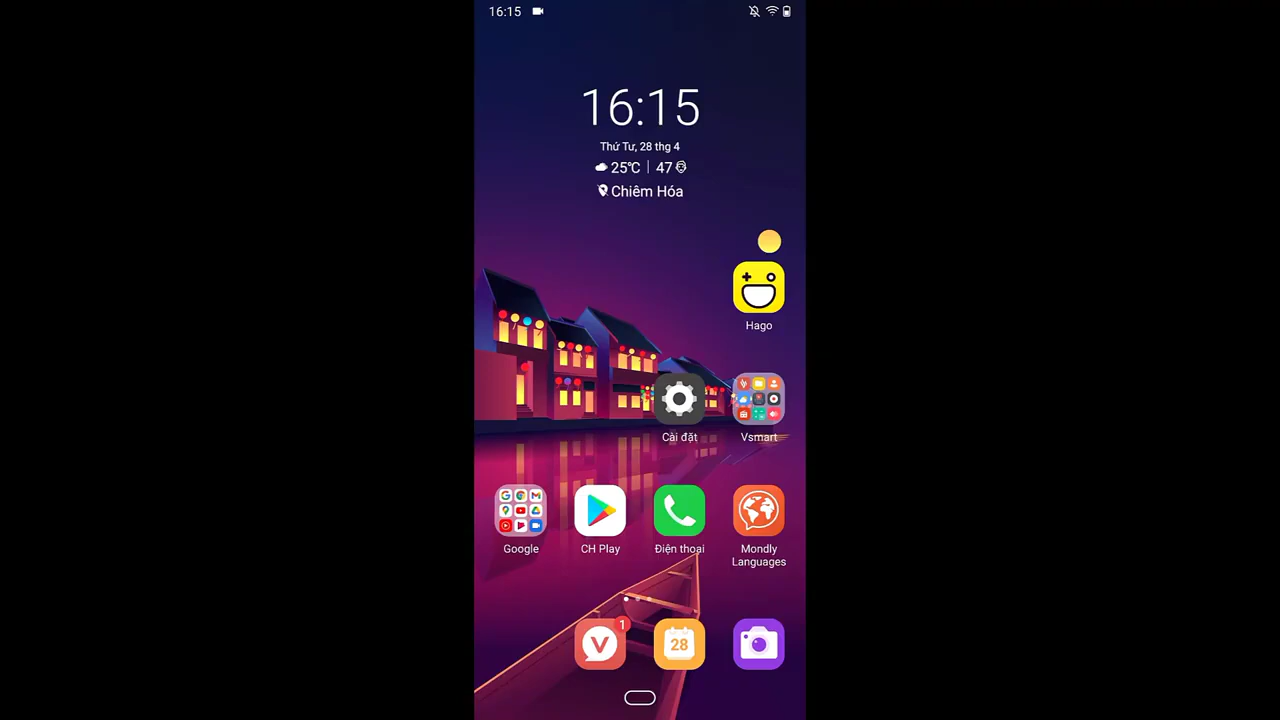 16:15
16:15
Thứ Tư, 28 thg 4
25°C | 47
Chiêm Hóa
Hago
Cài đặt
Vsmart
Google
CH Play
Điện thoại
Mondly
Languages
1
28